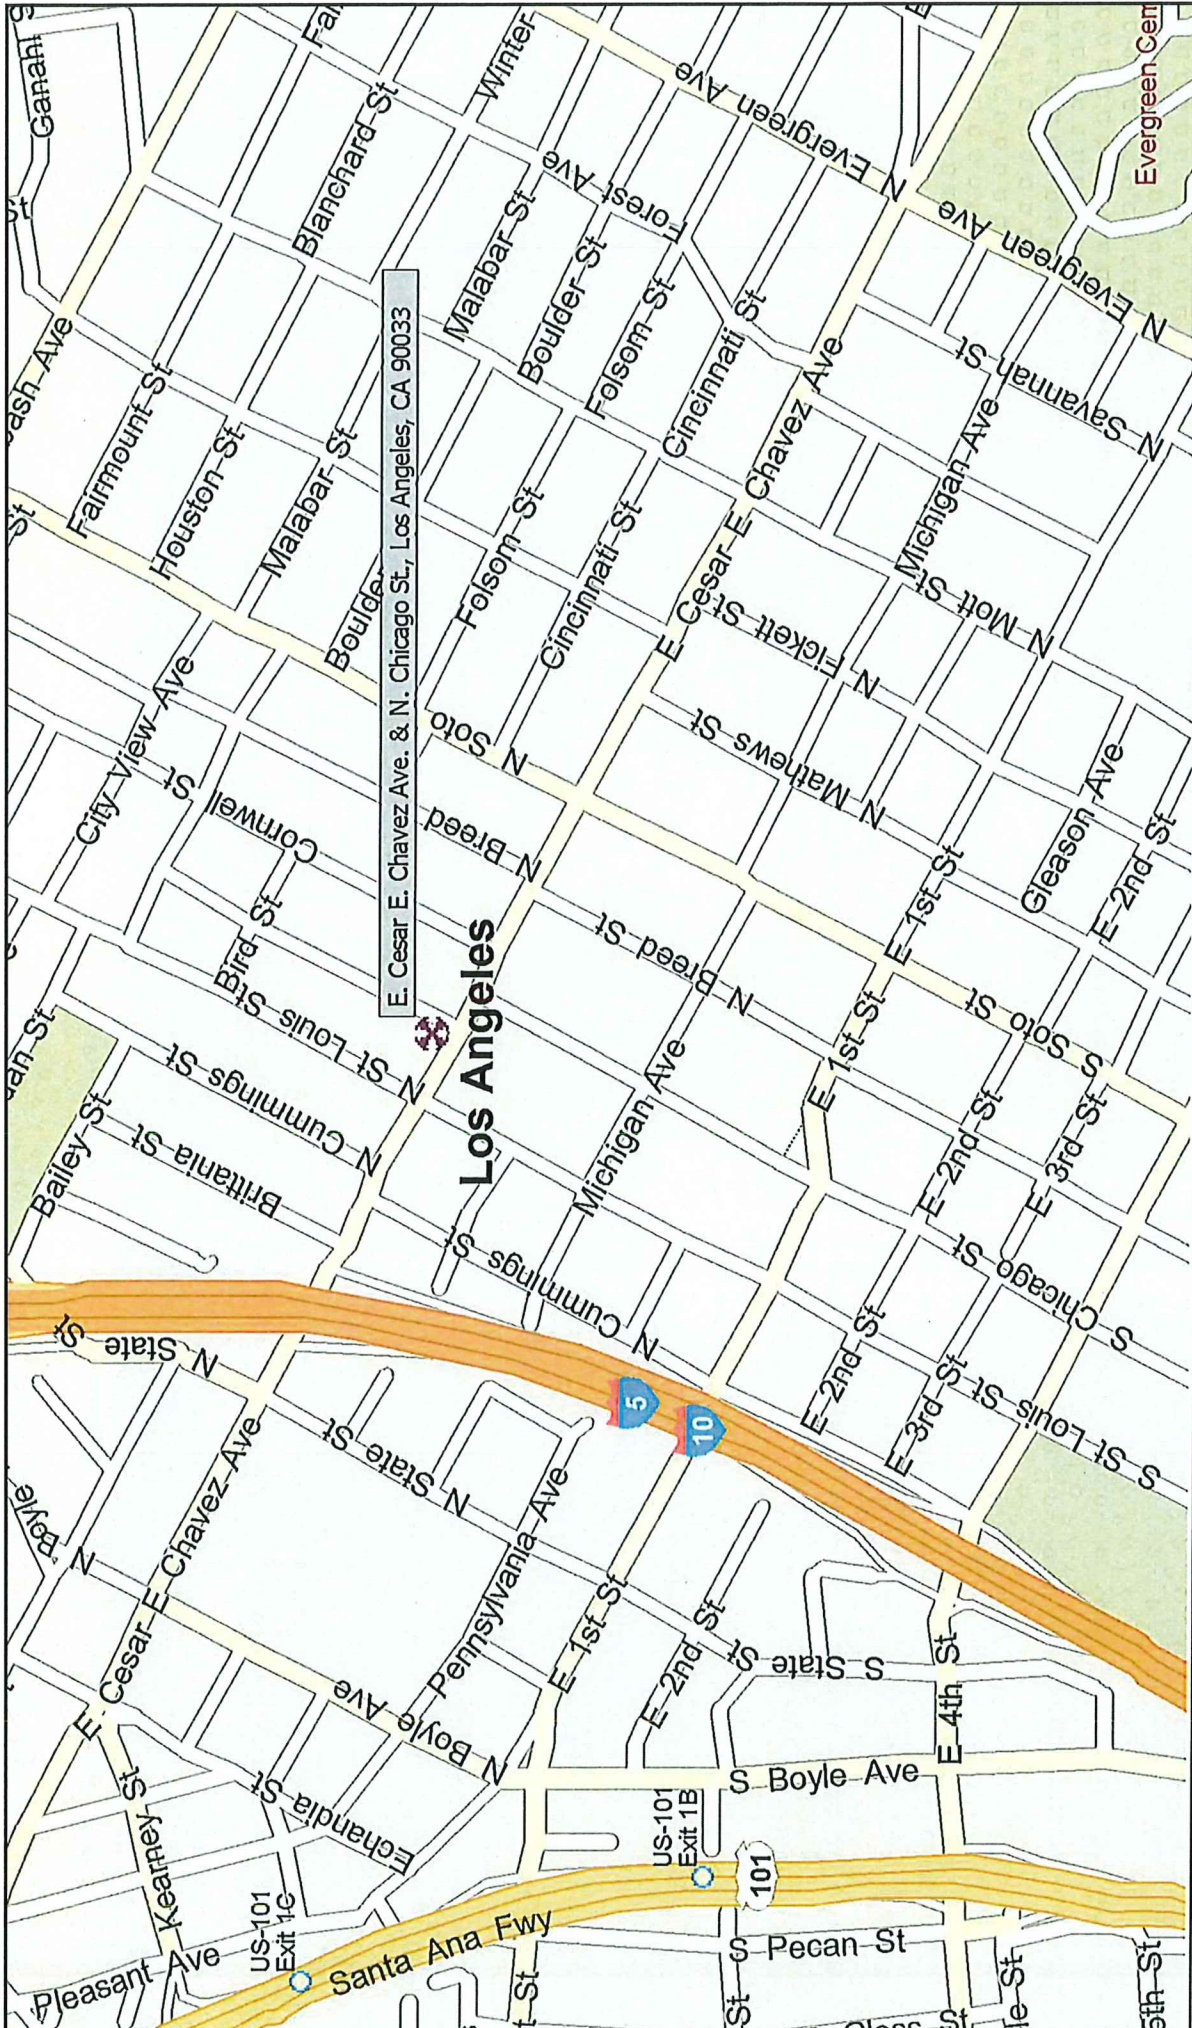 Ganahl
St
Blanchard St
Winter
N Evergreen Ave
Forest Ave
Malabar St
Boulder St
Folsom St
Cincinnati St
N Evergreen Ave
Evergreen Cem
Fairmount St
Houston St
Malabar St
Folsom St
Cincinnati St
E Cesar E Chavez Ave
Michigan Ave
N Savannah St
N Mott St
N Fickett St
N Mathews St
City View Ave
Cornwell St
N Soto
N Breed
E. Cesar E. Chavez Ave. & N. Chicago St., Los Angeles, CA 90033
Los Angeles
Bird St
N St Louis St
N Cummings St
Brittania St
Bailey St
N Breed St
Michigan Ave
E 1st St
E 1st St
Gleason Ave
E 2nd St
S Soto St
E 2nd St
E 3rd St
N Cummings St
S Chicago St
S St Louis St
E 2nd St
E 3rd St
5
10
N State St
N State St
N Boyle
E Cesar E Chavez Ave
Pennsylvania Ave
E 1st St
E 2nd St
S State St
E 4th St
N Boyle Ave
S Boyle Ave
Echandia St
Kearney St
Pleasant Ave
US-101
Exit 1C
US-101
Exit 1B
101
Santa Ana Fwy
S Pecan St
St